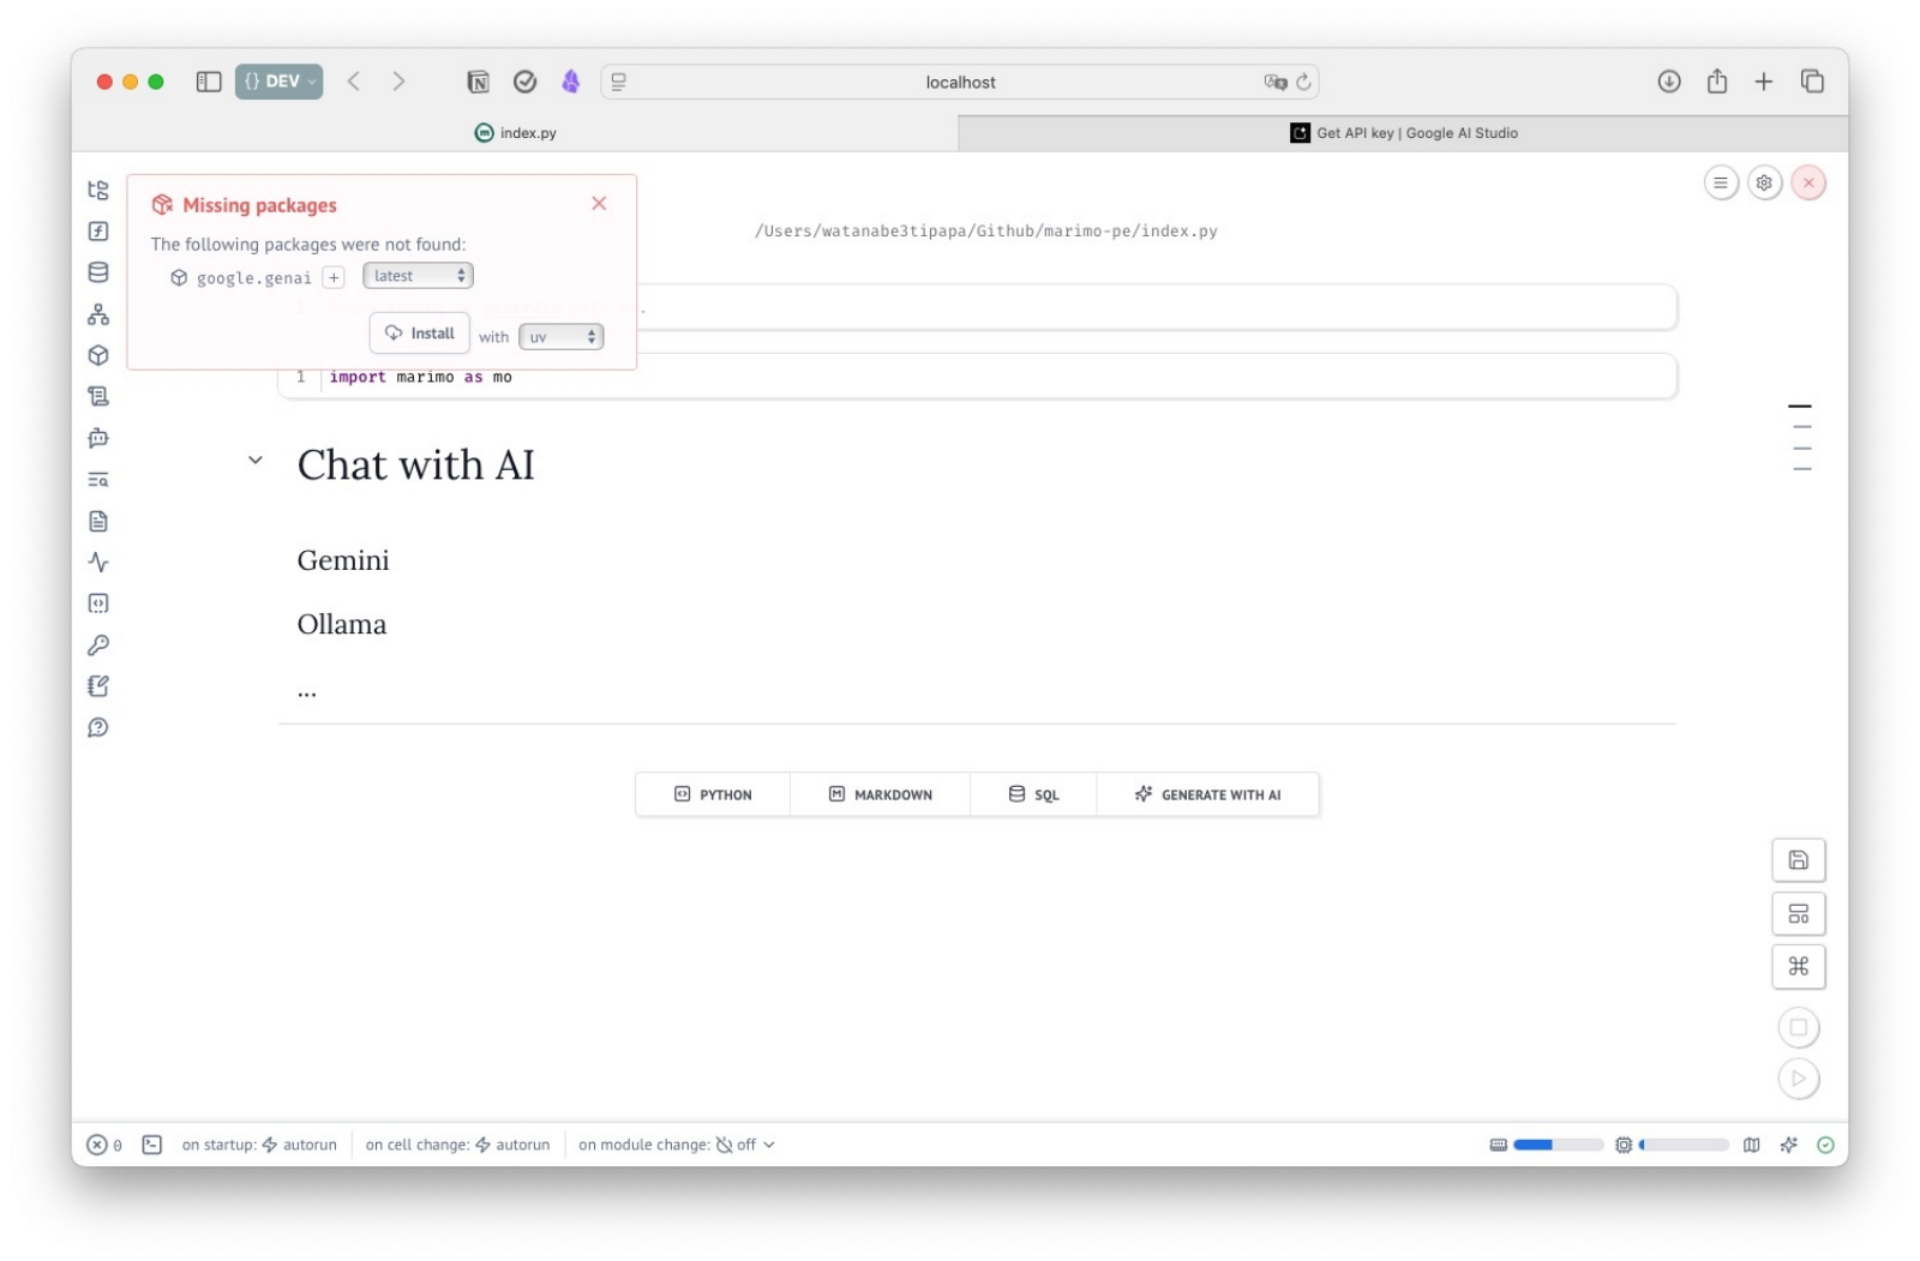 {} DEV
localhost
index.py
Get API key | Google AI Studio
Missing packages
The following packages were not found:
google.genai + latest
Install with uv
/Users/watanabe3tipapa/Github/marimo-pe/index.py
1
1 import marimo as mo
Chat with AI
Gemini
Ollama
...
PYTHON
MARKDOWN
SQL
GENERATE WITH AI
0
on startup: autorun
on cell change: autorun
on module change: off